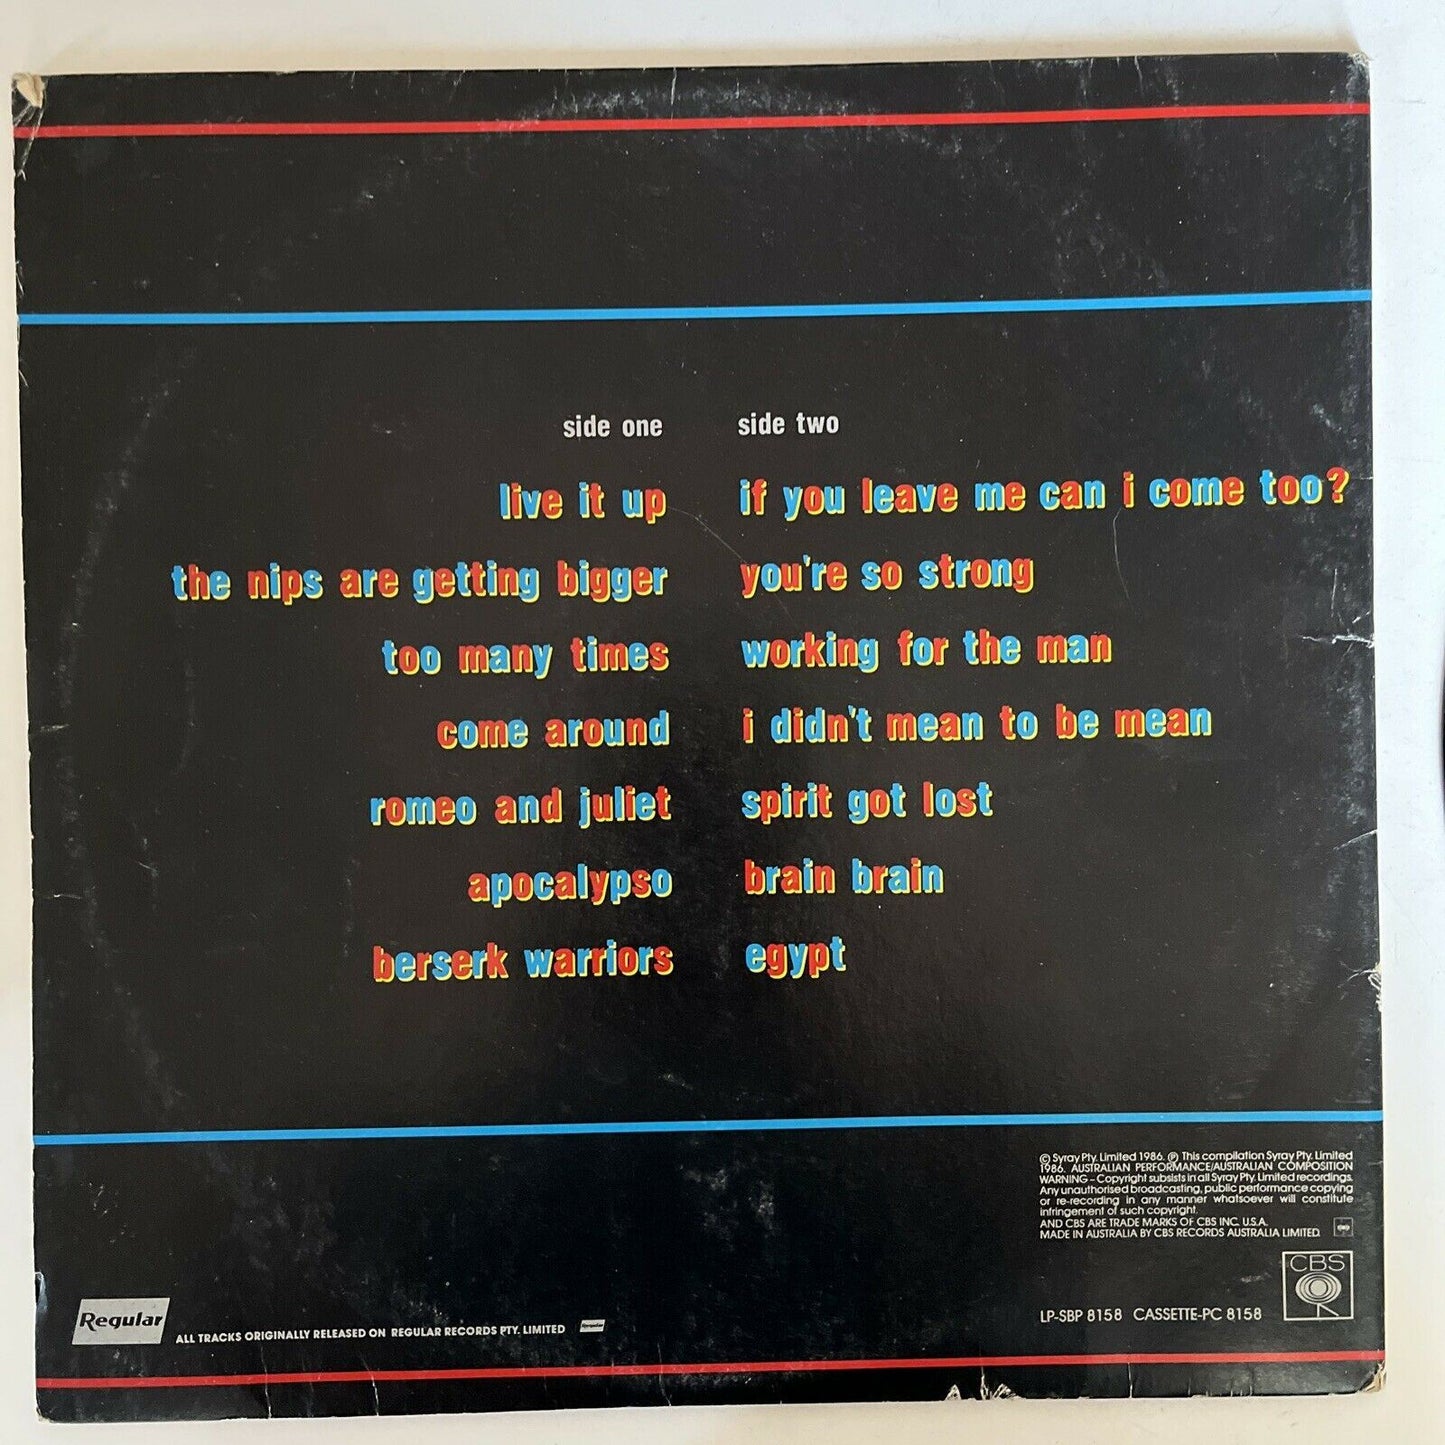 side one
live it up
the nips are getting bigger
too many times
come around
romeo and juliet
apocalypso
berserk warriors
side two
if you leave me can i come too?
you're so strong
working for the man
i didn't mean to be mean
spirit got lost
brain brain
egypt
© Syray Pty. Limited 1986. ℗ This compilation Syray Pty. Limited
1986. AUSTRALIAN PERFORMANCE/AUSTRALIAN COMPOSITION
WARNING – Copyright subsists in all Syray Pty. Limited recordings.
Any unauthorised broadcasting, public performance copying
or re-recording in any manner whatsoever will constitute
infringement of such copyright.
AND CBS ARE TRADE MARKS OF CBS INC. U.S.A.
MADE IN AUSTRALIA BY CBS RECORDS AUSTRALIA LIMITED.
CBS
LP-SBP 8158 CASSETTE-PC 8158
Regular
ALL TRACKS ORIGINALLY RELEASED ON REGULAR RECORDS PTY. LIMITED